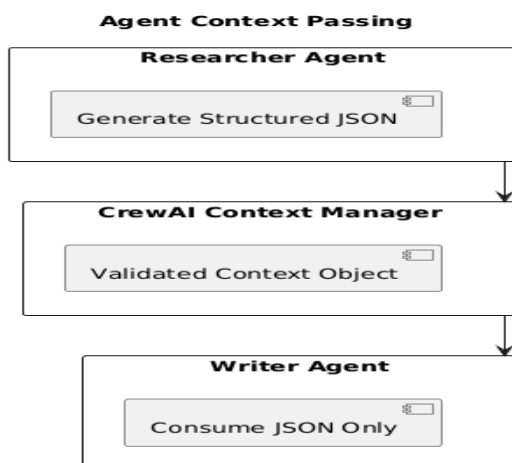 Agent Context Passing
Researcher Agent
Generate Structured JSON
CrewAI Context Manager
Validated Context Object
Writer Agent
Consume JSON Only